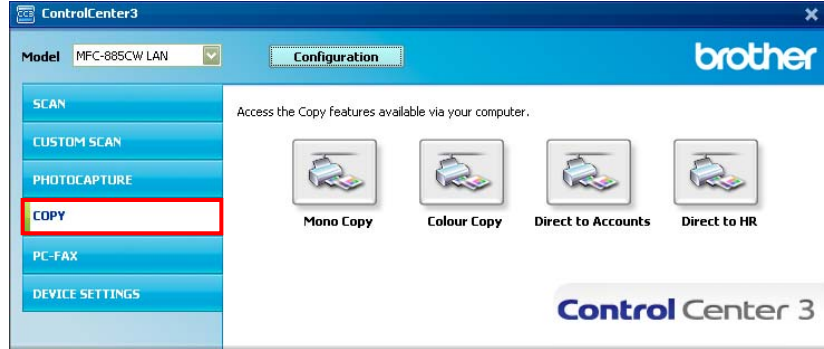 CC3 ControlCenter3
Model MFC-885CW LAN Configuration brother
SCAN
CUSTOM SCAN
PHOTOCAPTURE
COPY
PC-FAX
DEVICE SETTINGS
Access the Copy features available via your computer.
Mono Copy Colour Copy Direct to Accounts Direct to HR
Control Center 3